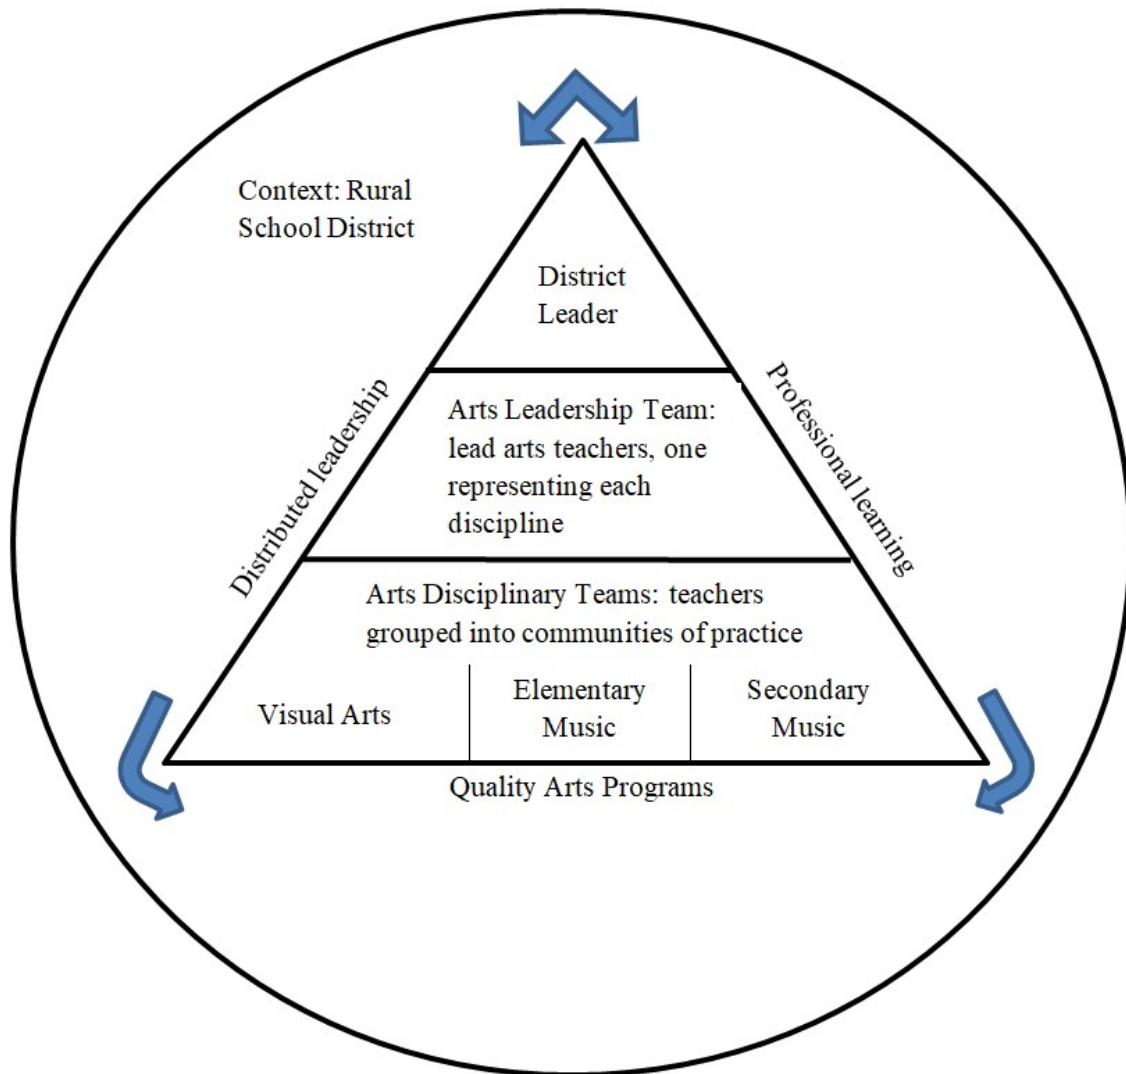 Context: Rural
School District
District
Leader
Distributed leadership
Professional learning
Arts Leadership Team:
lead arts teachers, one
representing each
discipline
Arts Disciplinary Teams: teachers
grouped into communities of practice
Visual Arts
Elementary
Music
Secondary
Music
Quality Arts Programs